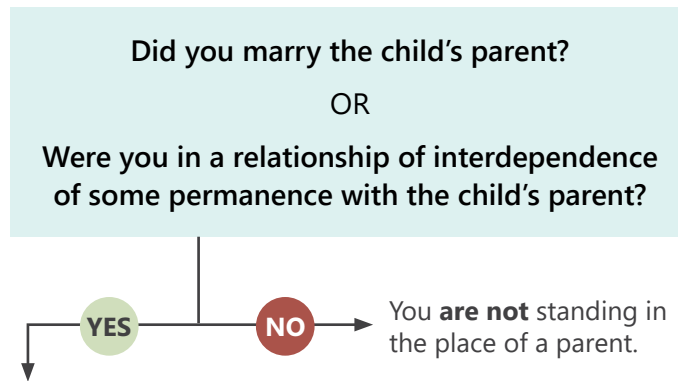 Did you marry the child’s parent?
OR
Were you in a relationship of interdependence
of some permanence with the child’s parent?
YES
NO
You are not standing in
the place of a parent.